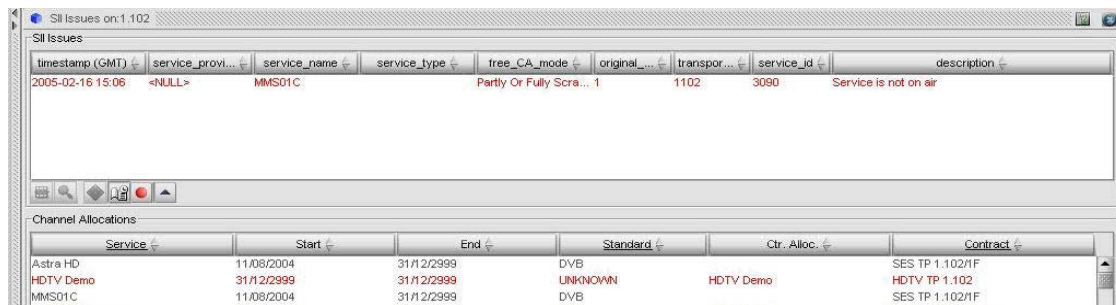 SII Issues on:1.102
SII Issues
timestamp (GMT) service_provi... service_name service_type free_CA_mode original_... transpor... service_id description
2005-02-16 15:06 <NULL> MMS01C Partly Or Fully Scra... 1 1102 3090 Service is not on air
Channel Allocations
Service Start End Standard Ctr. Alloc. Contract
Astra HD 11/08/2004 31/12/2999 DVB SES TP 1.102/1F
HDTV Demo 31/12/2999 31/12/2999 UNKNOWN HDTV Demo HDTV TP 1.102
MMS01C 11/08/2004 31/12/2999 DVB SES TP 1.102/1F